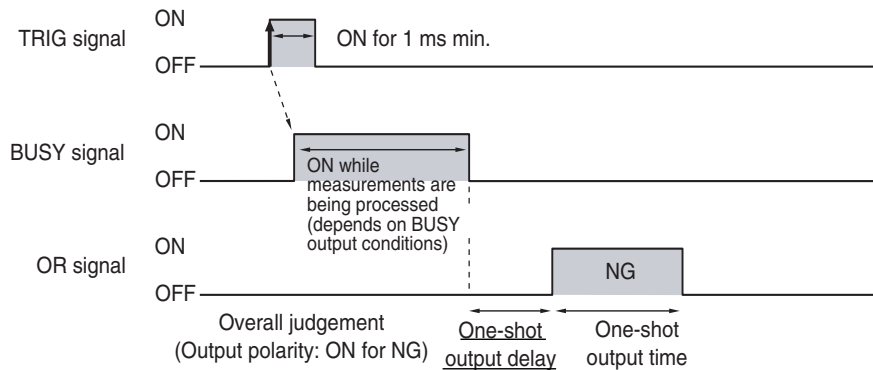 ON
TRIG signal
ON for 1 ms min.
OFF
ON
BUSY signal
ON while
measurements are
being processed
(depends on BUSY
output conditions)
OFF
ON
OR signal
NG
OFF
Overall judgement
(Output polarity: ON for NG)
One-shot
output delay
One-shot
output time